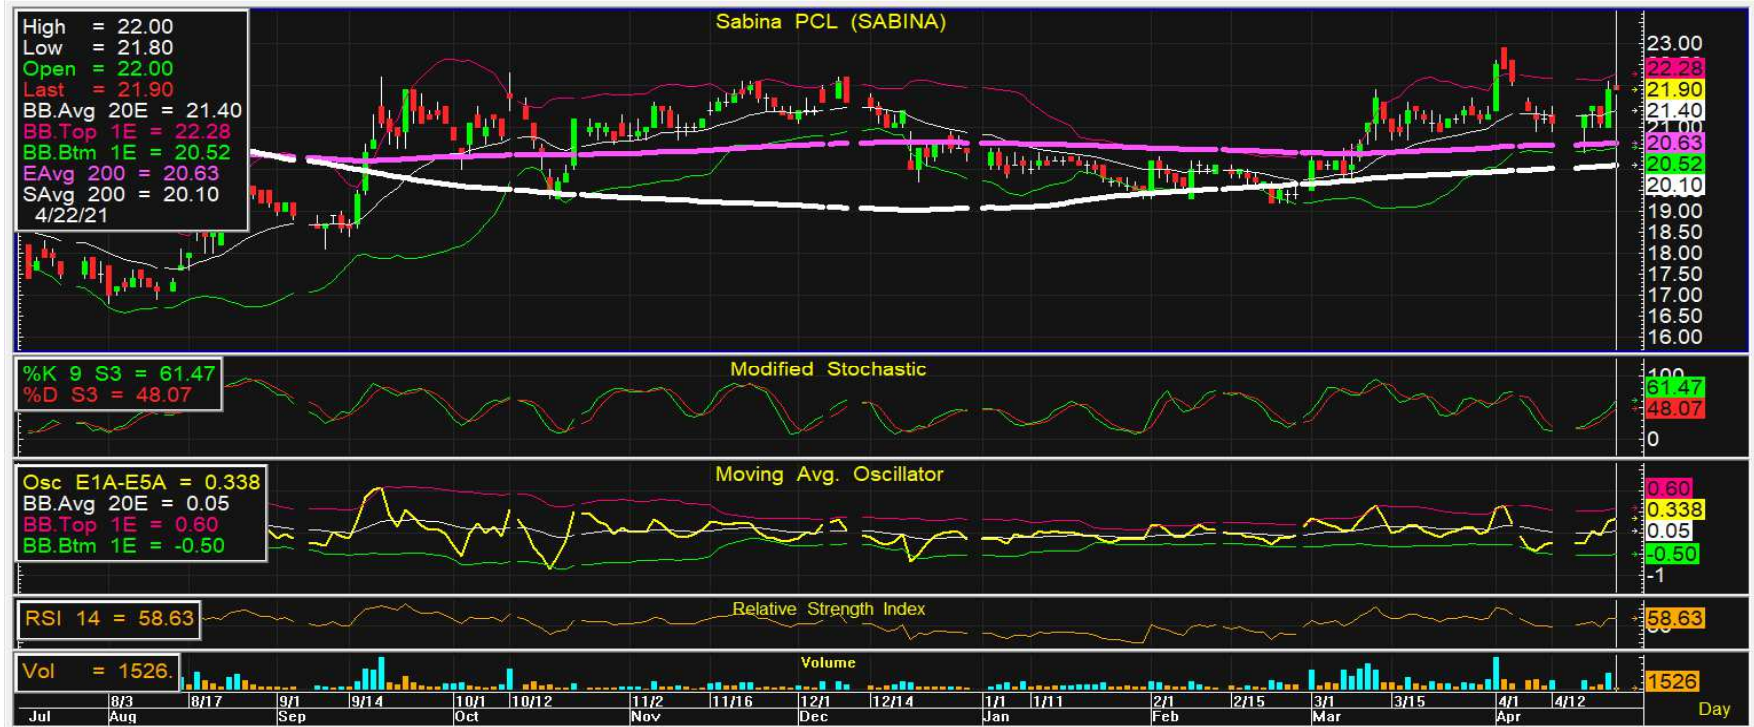 Sabina PCL (SABINA)
High = 22.00
Low = 21.80
Open = 22.00
Last = 21.90
BB.Avg 20E = 21.40
BB.Top 1E = 22.28
BB.Btm 1E = 20.52
EAvg 200 = 20.63
SAvg 200 = 20.10
4/22/21
23.00
22.28
21.90
21.40
21.00
20.63
20.52
20.10
19.00
18.50
18.00
17.50
17.00
16.50
16.00
Modified Stochastic
%K 9 S3 = 61.47
%D S3 = 48.07
100
61.47
48.07
0
Moving Avg. Oscillator
Osc E1A-E5A = 0.338
BB.Avg 20E = 0.05
BB.Top 1E = 0.60
BB.Btm 1E = -0.50
0.60
0.338
0.05
-0.50
-1
Relative Strength Index
RSI 14 = 58.63
58.63
Volume
Vol = 1526.
1526
8/3 8/17 9/1 9/14 10/1 10/12 11/2 11/16 12/1 12/14 1/1 1/11 2/1 2/15 3/1 3/15 4/1 4/12
Jul Aug Sep Oct Nov Dec Jan Feb Mar Apr
Day